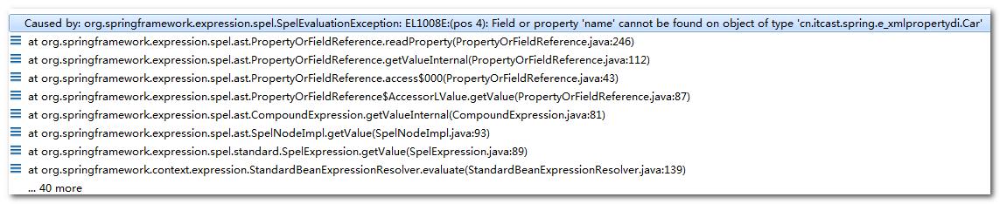 Caused by: org.springframework.expression.spel.SpelEvaluationException: EL1008E:(pos 4): Field or property 'name' cannot be found on object of type 'cn.itcast.spring.e_xmlpropertydi.Car'
at org.springframework.expression.spel.ast.PropertyOrFieldReference.readProperty(PropertyOrFieldReference.java:246)
at org.springframework.expression.spel.ast.PropertyOrFieldReference.getValueInternal(PropertyOrFieldReference.java:112)
at org.springframework.expression.spel.ast.PropertyOrFieldReference.access$000(PropertyOrFieldReference.java:43)
at org.springframework.expression.spel.ast.PropertyOrFieldReference$AccessorLValue.getValue(PropertyOrFieldReference.java:87)
at org.springframework.expression.spel.ast.CompoundExpression.getValueInternal(CompoundExpression.java:81)
at org.springframework.expression.spel.ast.SpelNodeImpl.getValue(SpelNodeImpl.java:93)
at org.springframework.expression.spel.standard.SpelExpression.getValue(SpelExpression.java:89)
at org.springframework.context.expression.StandardBeanExpressionResolver.evaluate(StandardBeanExpressionResolver.java:139)
... 40 more